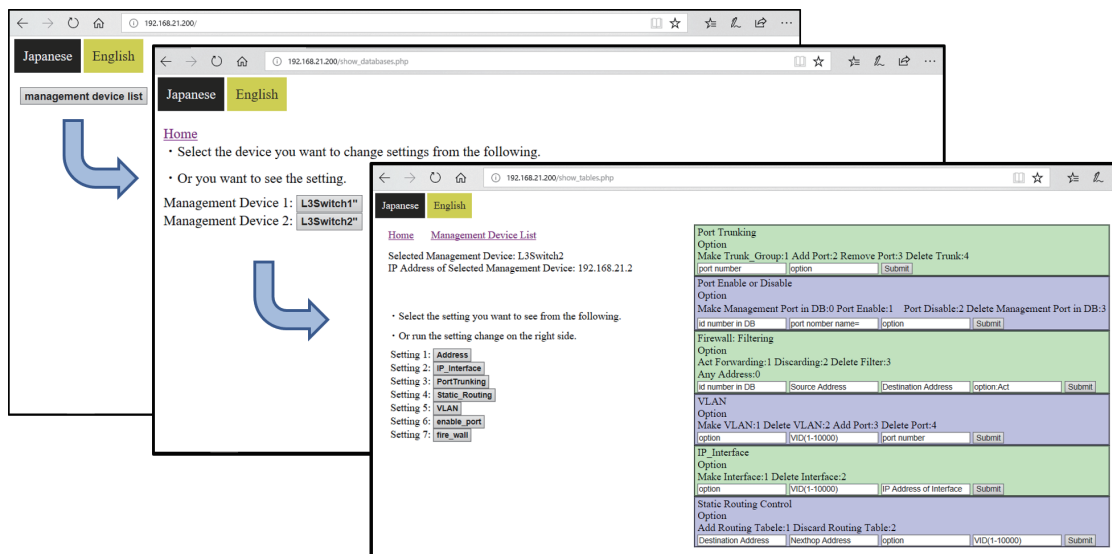 192.168.21.200/
Japanese English
management device list
192.168.21.200/show_databases.php
Japanese English
Home
・Select the device you want to change settings from the following.
・Or you want to see the setting.
Management Device 1: L3Switch1"
Management Device 2: L3Switch2"
192.168.21.200/show_tables.php
Japanese English
Home Management Device List
Selected Management Device: L3Switch2
IP Address of Selected Management Device: 192.168.21.2
・Select the setting you want to see from the following.
・Or run the setting change on the right side.
Setting 1: Address
Setting 2: IP_Interface
Setting 3: PortTrunking
Setting 4: Static_Routing
Setting 5: VLAN
Setting 6: enable_port
Setting 7: fire_wall
Port Trunking
Option
Make Trunk_Group:1 Add Port:2 Remove Port:3 Delete Trunk:4
port number option Submit
Port Enable or Disable
Option
Make Management Port in DB:0 Port Enable:1 Port Disable:2 Delete Management Port in DB:3
id number in DB port nomber name= option Submit
Firewall: Filtering
Option
Act Forwarding:1 Discarding:2 Delete Filter:3
Any Address:0
id number in DB Source Address Destination Address option:Act Submit
VLAN
Option
Make VLAN:1 Delete VLAN:2 Add Port:3 Delete Port:4
option VID(1-10000) port number Submit
IP_Interface
Option
Make Interface:1 Delete Interface:2
option VID(1-10000) IP Address of Interface Submit
Static Routing Control
Option
Add Routing Tabele:1 Discard Routing Table:2
Destination Address Nexthop Address option VID(1-10000) Submit